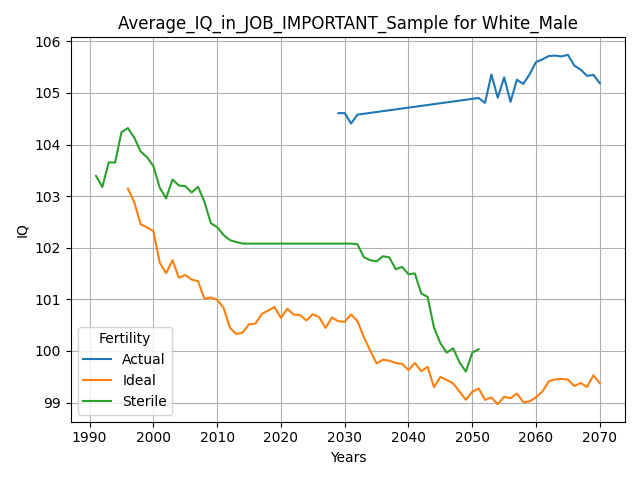 Average_IQ_in_JOB_IMPORTANT_Sample for White_Male
106
105
104
103
102
101
100
99
IQ
Fertility
Actual
Ideal
Sterile
1990 2000 2010 2020 2030 2040 2050 2060 2070
Years